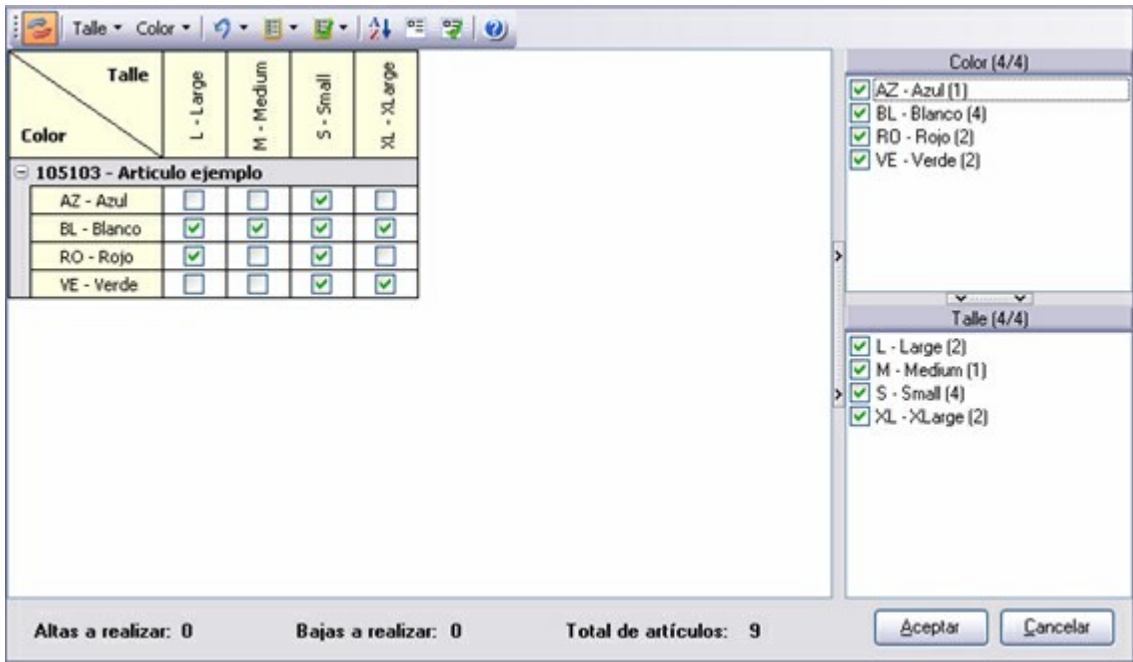 Talle Color
Talle
Color
L - Large
M - Medium
S - Small
XL - XLarge
105103 - Articulo ejemplo
AZ - Azul
BL - Blanco
RO - Rojo
VE - Verde
Color (4/4)
AZ - Azul (1)
BL - Blanco (4)
RO - Rojo (2)
VE - Verde (2)
Talle (4/4)
L - Large (2)
M - Medium (1)
S - Small (4)
XL - XLarge (2)
Altas a realizar: 0 Bajas a realizar: 0 Total de artículos: 9
Aceptar Cancelar